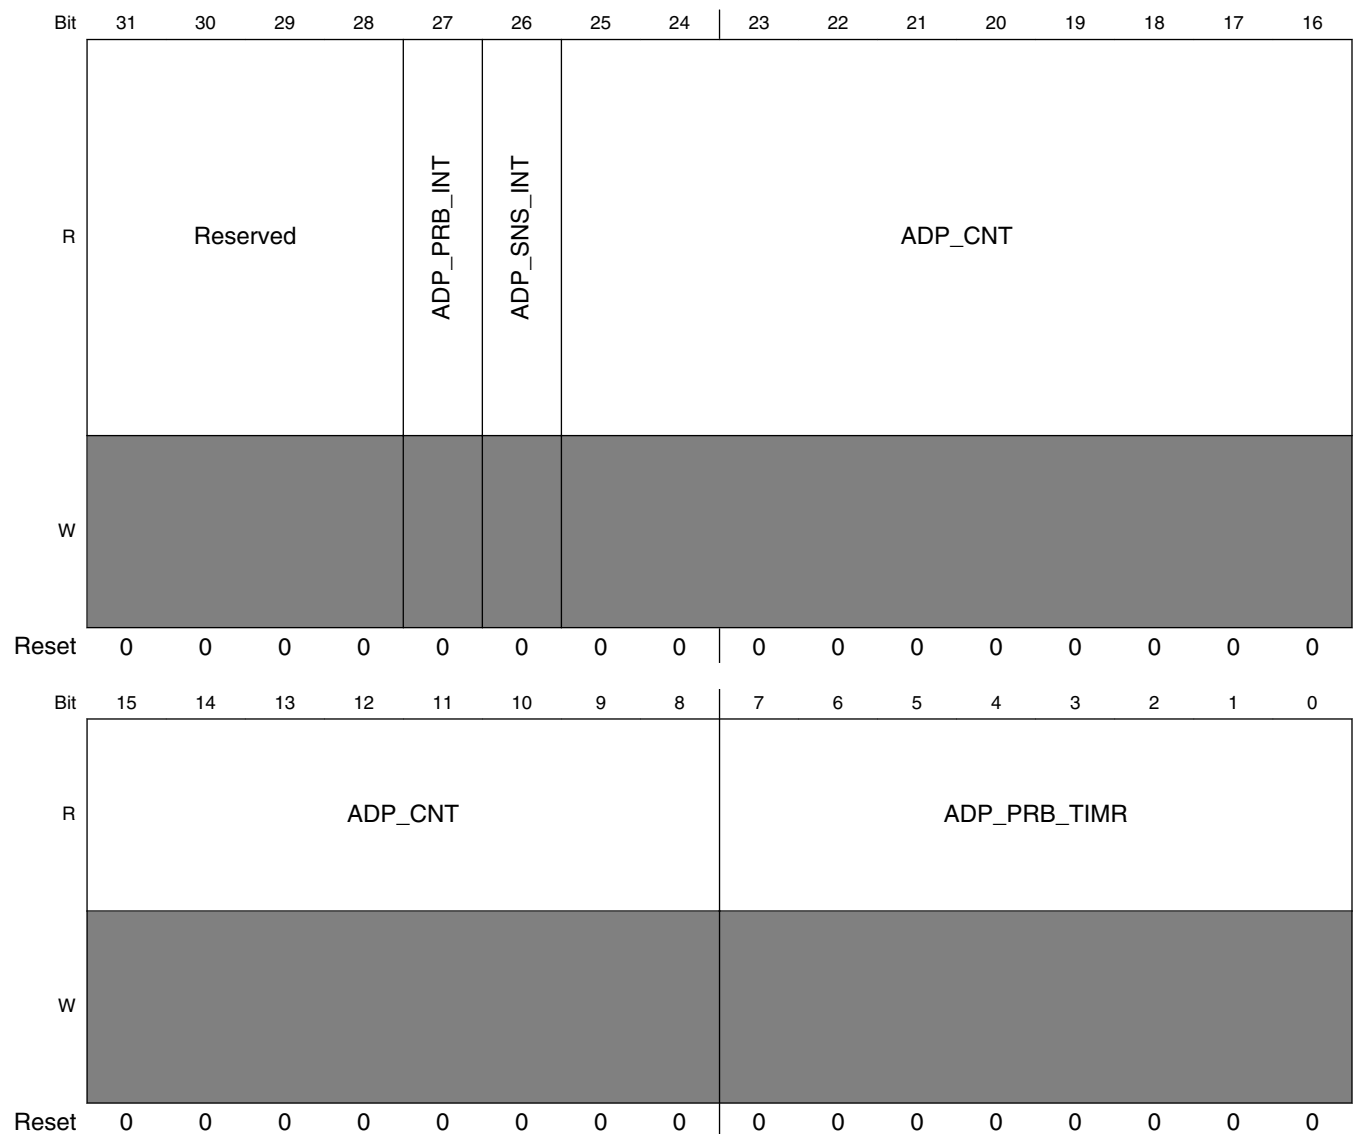 Bit 31 30 29 28 27 26 25 24 23 22 21 20 19 18 17 16
R Reserved ADP_PRB_INT ADP_SNS_INT ADP_CNT
W
Reset 0 0 0 0 0 0 0 0 0 0 0 0 0 0 0 0
Bit 15 14 13 12 11 10 9 8 7 6 5 4 3 2 1 0
R ADP_CNT ADP_PRB_TIMR
W
Reset 0 0 0 0 0 0 0 0 0 0 0 0 0 0 0 0